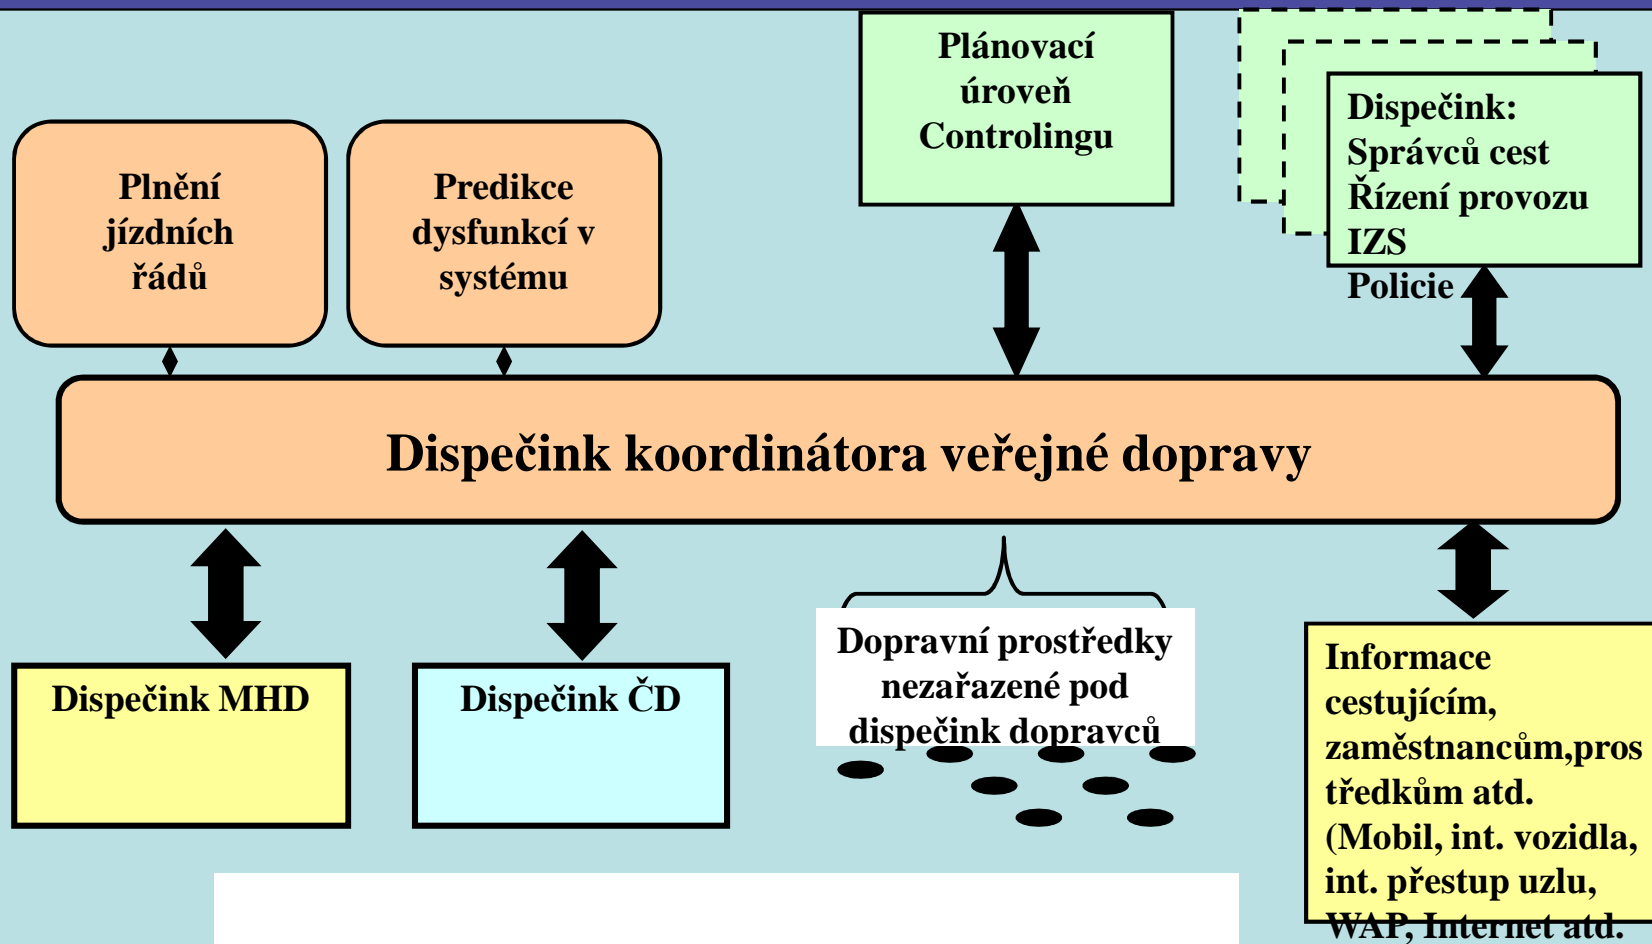 Plánovací
úroveň
Controlingu
Dispečink:
Správců cest
Řízení provozu
IZS
Policie
Plnění
jízdních
řádů
Predikce
dysfunkcí v
systému
Dispečink koordinátora veřejné dopravy
Dispečink MHD
Dispečink ČD
Dopravní prostředky
nezařazené pod
dispečink dopravců
Informace
cestujícím,
zaměstnancům,pros
tředkům atd.
(Mobil, int. vozidla,
int. přestup uzlu,
WAP, Internet atd.